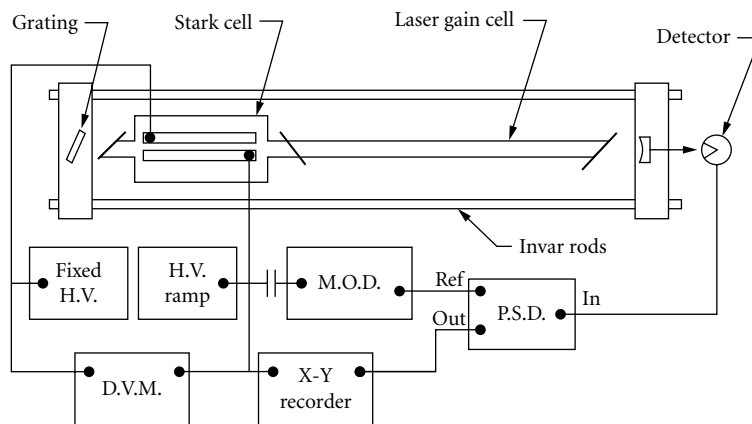 Grating
Stark cell
Laser gain cell
Detector
Invar rods
Fixed
H.V.
H.V.
ramp
M.O.D.
Ref
Out
P.S.D.
In
D.V.M.
X-Y
recorder